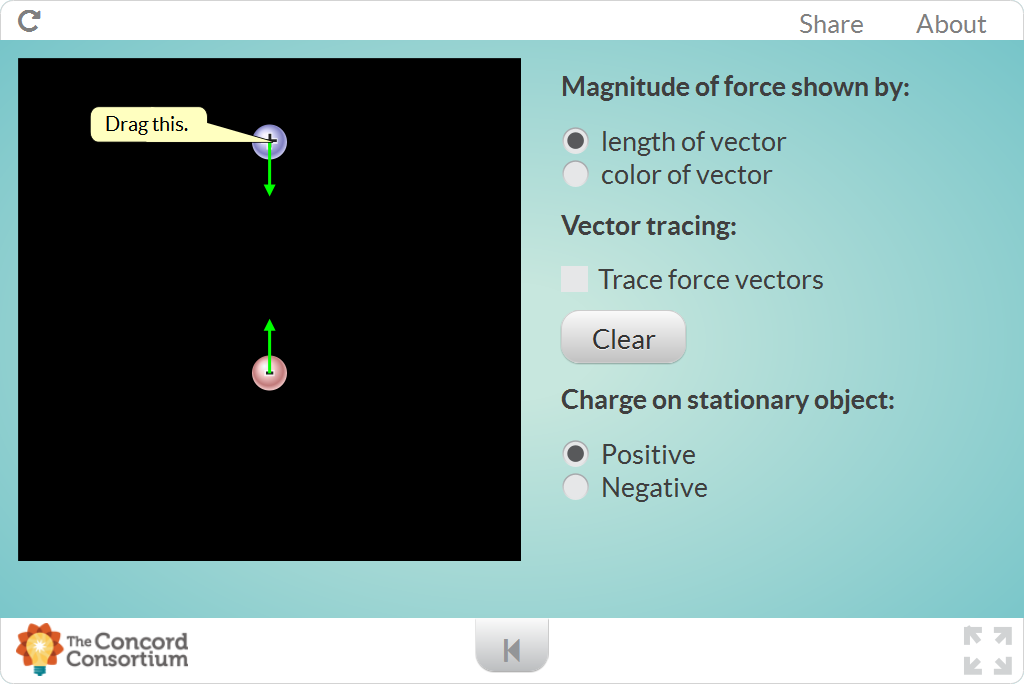 Share About
Drag this.
+
-
Magnitude of force shown by:
length of vector
color of vector
Vector tracing:
Trace force vectors
Clear
Charge on stationary object:
Positive
Negative
The Concord
Consortium